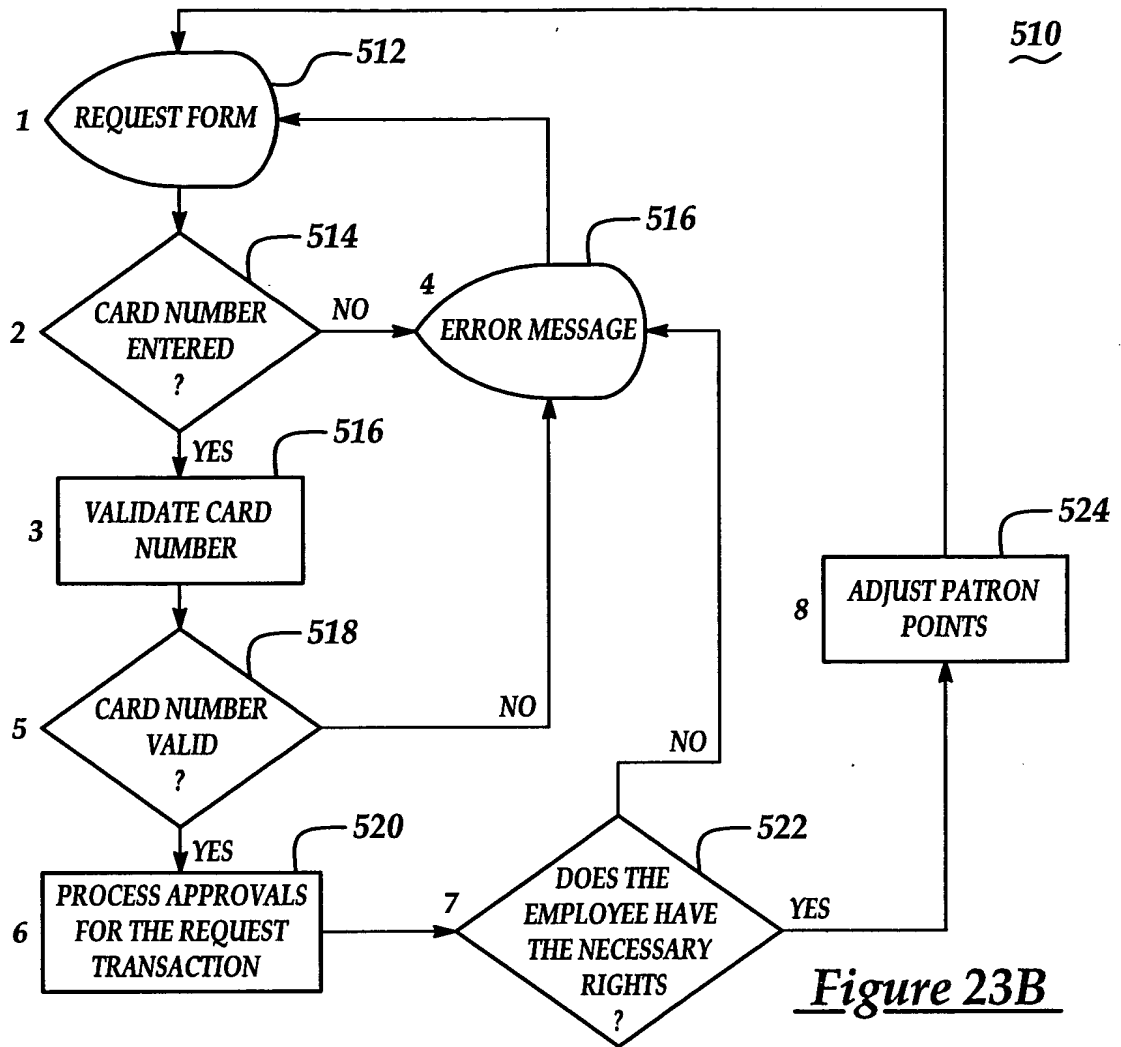 510
512
1
REQUEST FORM
514
2
CARD NUMBER
ENTERED
?
NO
516
4
ERROR MESSAGE
YES
516
3
VALIDATE CARD
NUMBER
518
5
CARD NUMBER
VALID
?
NO
YES
520
6
PROCESS APPROVALS
FOR THE REQUEST
TRANSACTION
522
7
DOES THE
EMPLOYEE HAVE
THE NECESSARY
RIGHTS
?
NO
YES
524
8
ADJUST PATRON
POINTS
Figure 23B